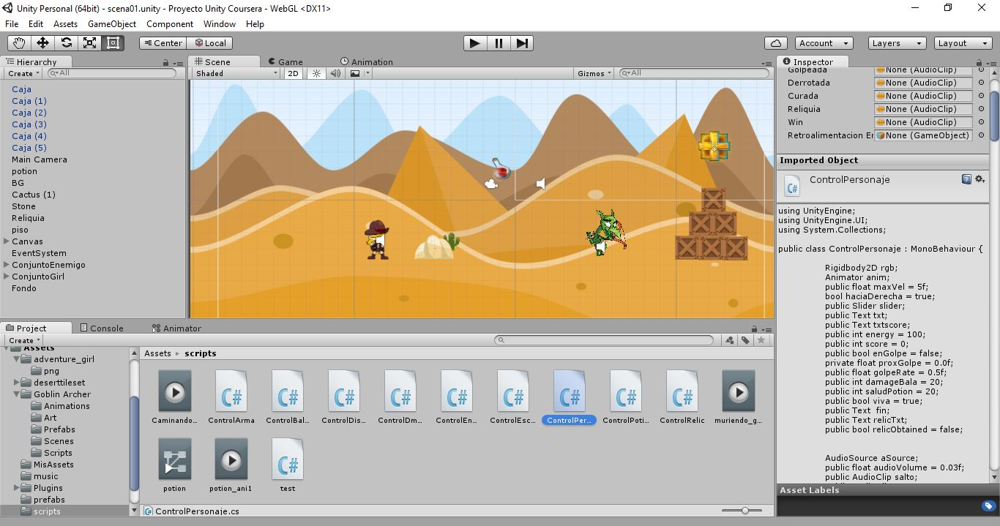 Unity Personal (64bit) - scena01.unity - Proyecto Unity Coursera - WebGL <DX11>
File Edit Assets GameObject Component Window Help
Center Local Account Layers Layout
Hierarchy
Create All
Caja
Caja (1)
Caja (2)
Caja (3)
Caja (4)
Caja (5)
Main Camera
potion
BG
Cactus (1)
Stone
Reliquia
piso
Canvas
EventSystem
ConjuntoEnemigo
ConjuntoGirl
Fondo
Scene Game Animation
Shaded 2D Gizmos All
Inspector
Golpeada None (AudioClip)
Derrotada None (AudioClip)
Curada None (AudioClip)
Reliquia None (AudioClip)
Win None (AudioClip)
Retroalimentacion Er None (GameObject)
Imported Object
ControlPersonaje
using UnityEngine;
using UnityEngine.UI;
using System.Collections;
public class ControlPersonaje : MonoBehaviour {
Rigidbody2D rgb;
Animator anim;
public float maxVel = 5f;
bool haciaDerecha = true;
public Slider slider;
public Text txt;
public Text txtscore;
public int energy = 100;
public int score = 0;
public bool enGolpe = false;
private float proxGolpe = 0.0f;
public float golpeRate = 0.5f;
public int damageBala = 20;
public int saludPotion = 20;
public bool viva = true;
public Text  fin;
public Text relicTxt;
public bool relicObtained = false;
AudioSource aSource;
public float audioVolume = 0.03f;
public AudioClip salto;
Asset Labels
Project Console Animator
Create
Assets
adventure_girl
png
deserttileset
Goblin Archer
Animations
Art
Prefabs
Scenes
Scripts
MisAssets
music
Plugins
prefabs
scripts
Assets scripts
Caminando... ControlArma ControlBal... ControlDis... ControlDm... ControlEn... ControlEsc... ControlPer... ControlPoti... ControlRelic muriendo_g...
potion potion_ani1 test
ControlPersonaje.cs